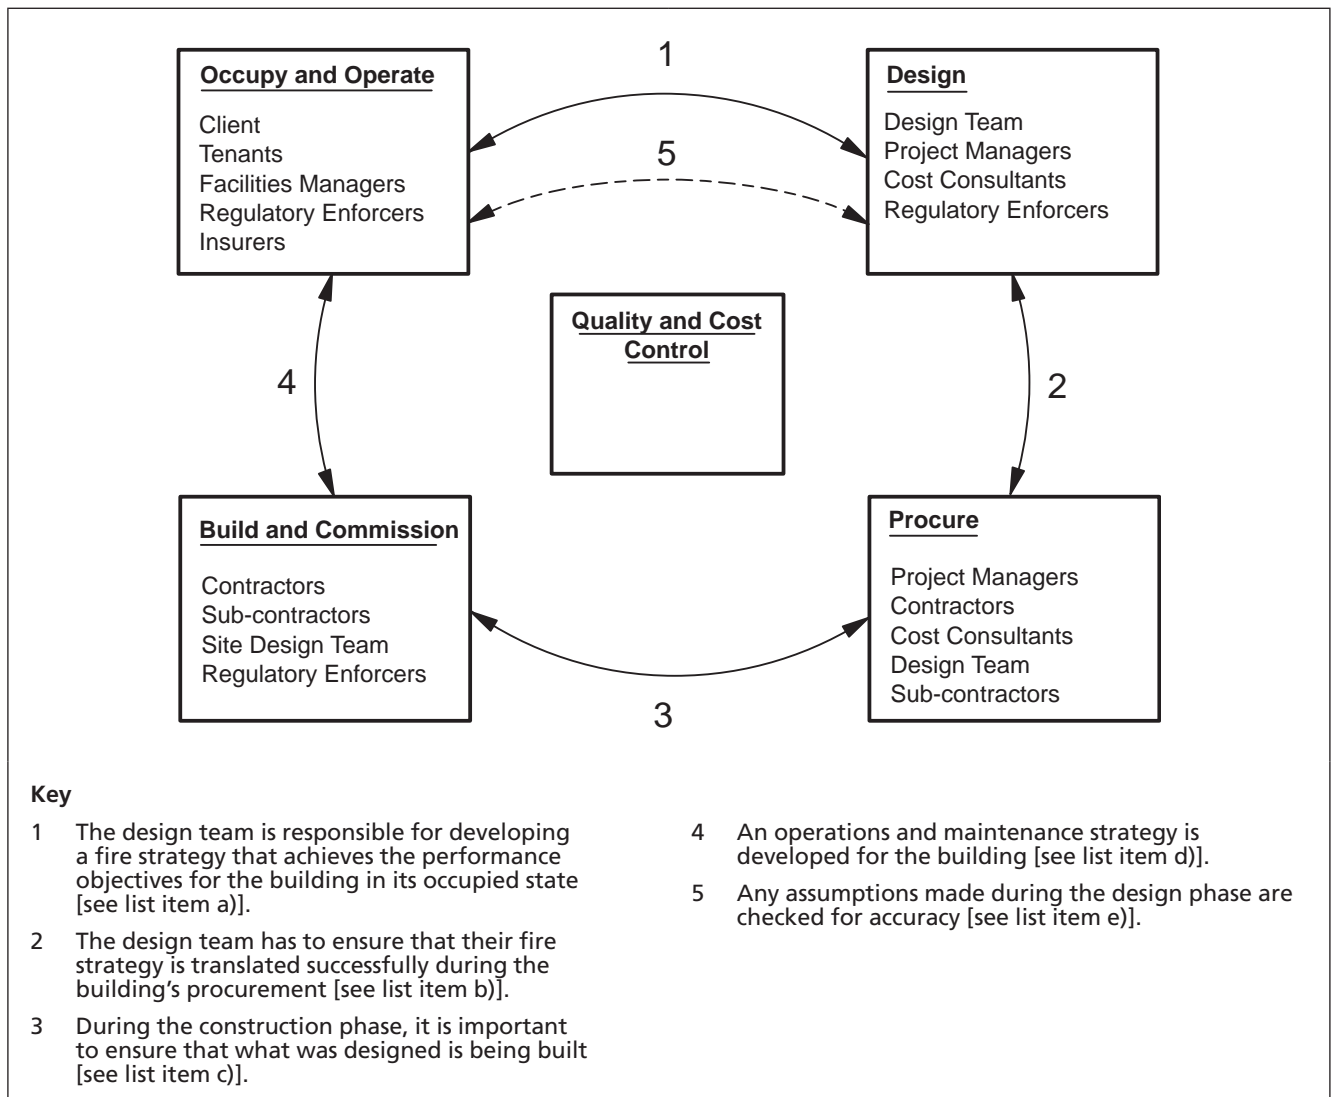 1
Occupy and Operate
Client
Tenants
Facilities Managers
Regulatory Enforcers
Insurers
Design
Design Team
Project Managers
Cost Consultants
Regulatory Enforcers
5
Quality and Cost
Control
4
2
Build and Commission
Contractors
Sub-contractors
Site Design Team
Regulatory Enforcers
Procure
Project Managers
Contractors
Cost Consultants
Design Team
Sub-contractors
3
Key
1 The design team is responsible for developing
a fire strategy that achieves the performance
objectives for the building in its occupied state
[see list item a)].
2 The design team has to ensure that their fire
strategy is translated successfully during the
building’s procurement [see list item b)].
3 During the construction phase, it is important
to ensure that what was designed is being built
[see list item c)].
4 An operations and maintenance strategy is
developed for the building [see list item d)].
5 Any assumptions made during the design phase are
checked for accuracy [see list item e)].